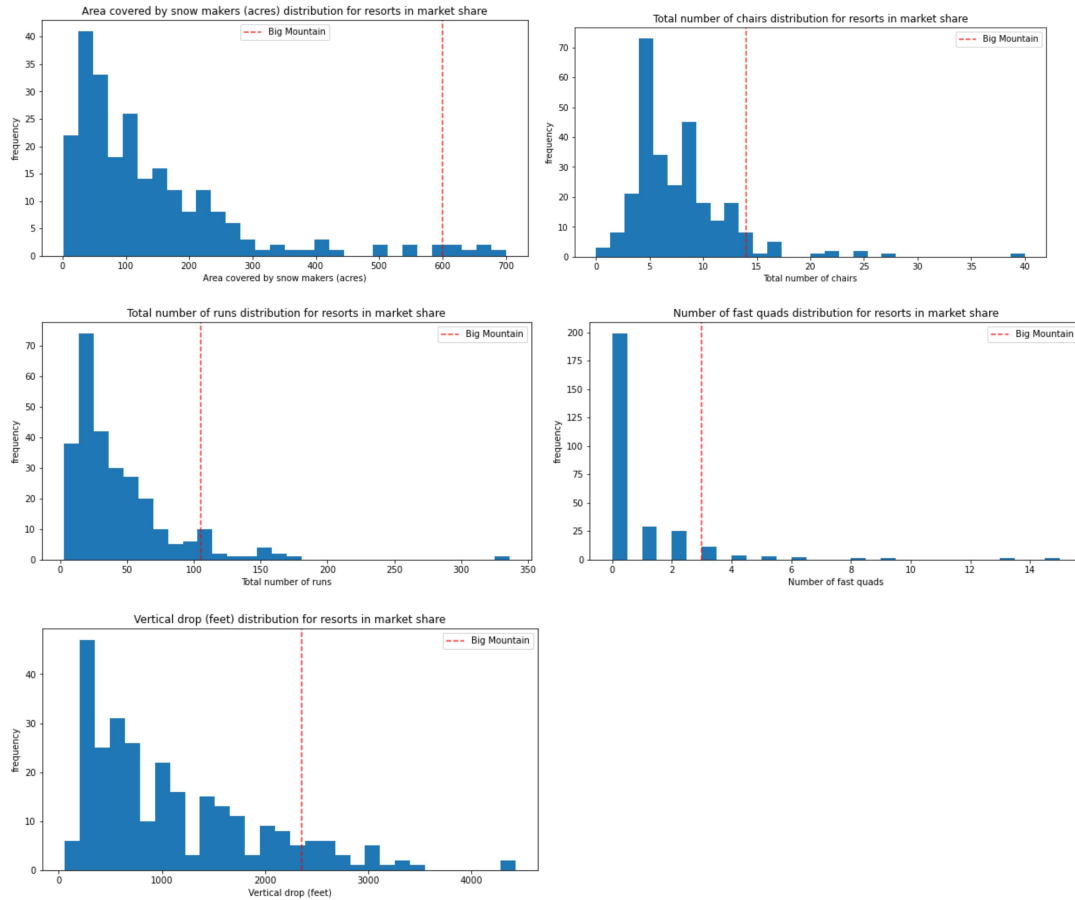 Area covered by snow makers (acres) distribution for resorts in market share
Big Mountain
frequency
40
35
30
25
20
15
10
5
0
0 100 200 300 400 500 600 700
Area covered by snow makers (acres)
Total number of chairs distribution for resorts in market share
Big Mountain
frequency
70
60
50
40
30
20
10
0
0 5 10 15 20 25 30 35 40
Total number of chairs
Total number of runs distribution for resorts in market share
Big Mountain
frequency
70
60
50
40
30
20
10
0
0 50 100 150 200 250 300 350
Total number of runs
Number of fast quads distribution for resorts in market share
Big Mountain
frequency
200
175
150
125
100
75
50
25
0
0 2 4 6 8 10 12 14
Number of fast quads
Vertical drop (feet) distribution for resorts in market share
Big Mountain
frequency
40
30
20
10
0
0 1000 2000 3000 4000
Vertical drop (feet)